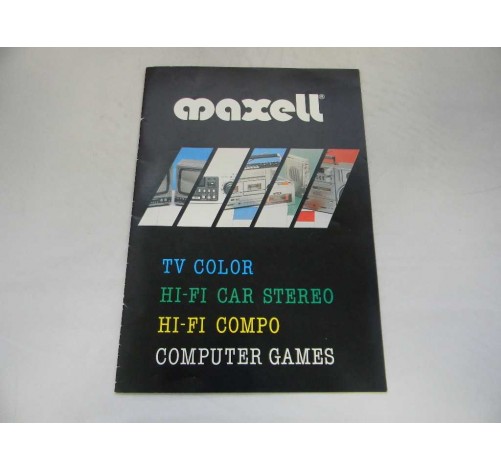 maxell®
TV COLOR
HI-FI CAR STEREO
HI-FI COMPO
COMPUTER GAMES